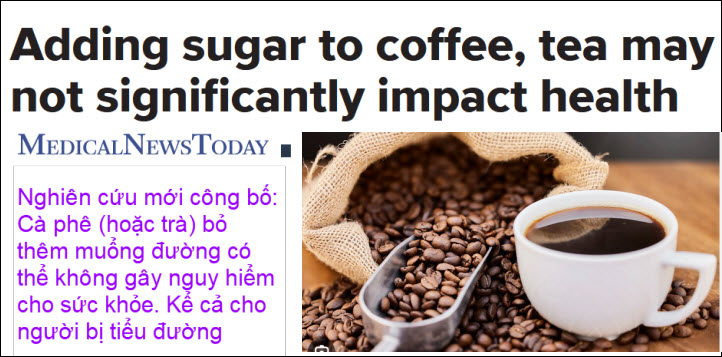 Adding sugar to coffee, tea may
not significantly impact health
MEDICALNEWSTODAY
Nghiên cứu mới công bố:
Cà phê (hoặc trà) bỏ
thêm muổng đường có
thể không gây nguy hiểm
cho sức khỏe. Kể cả cho
người bị tiểu đường